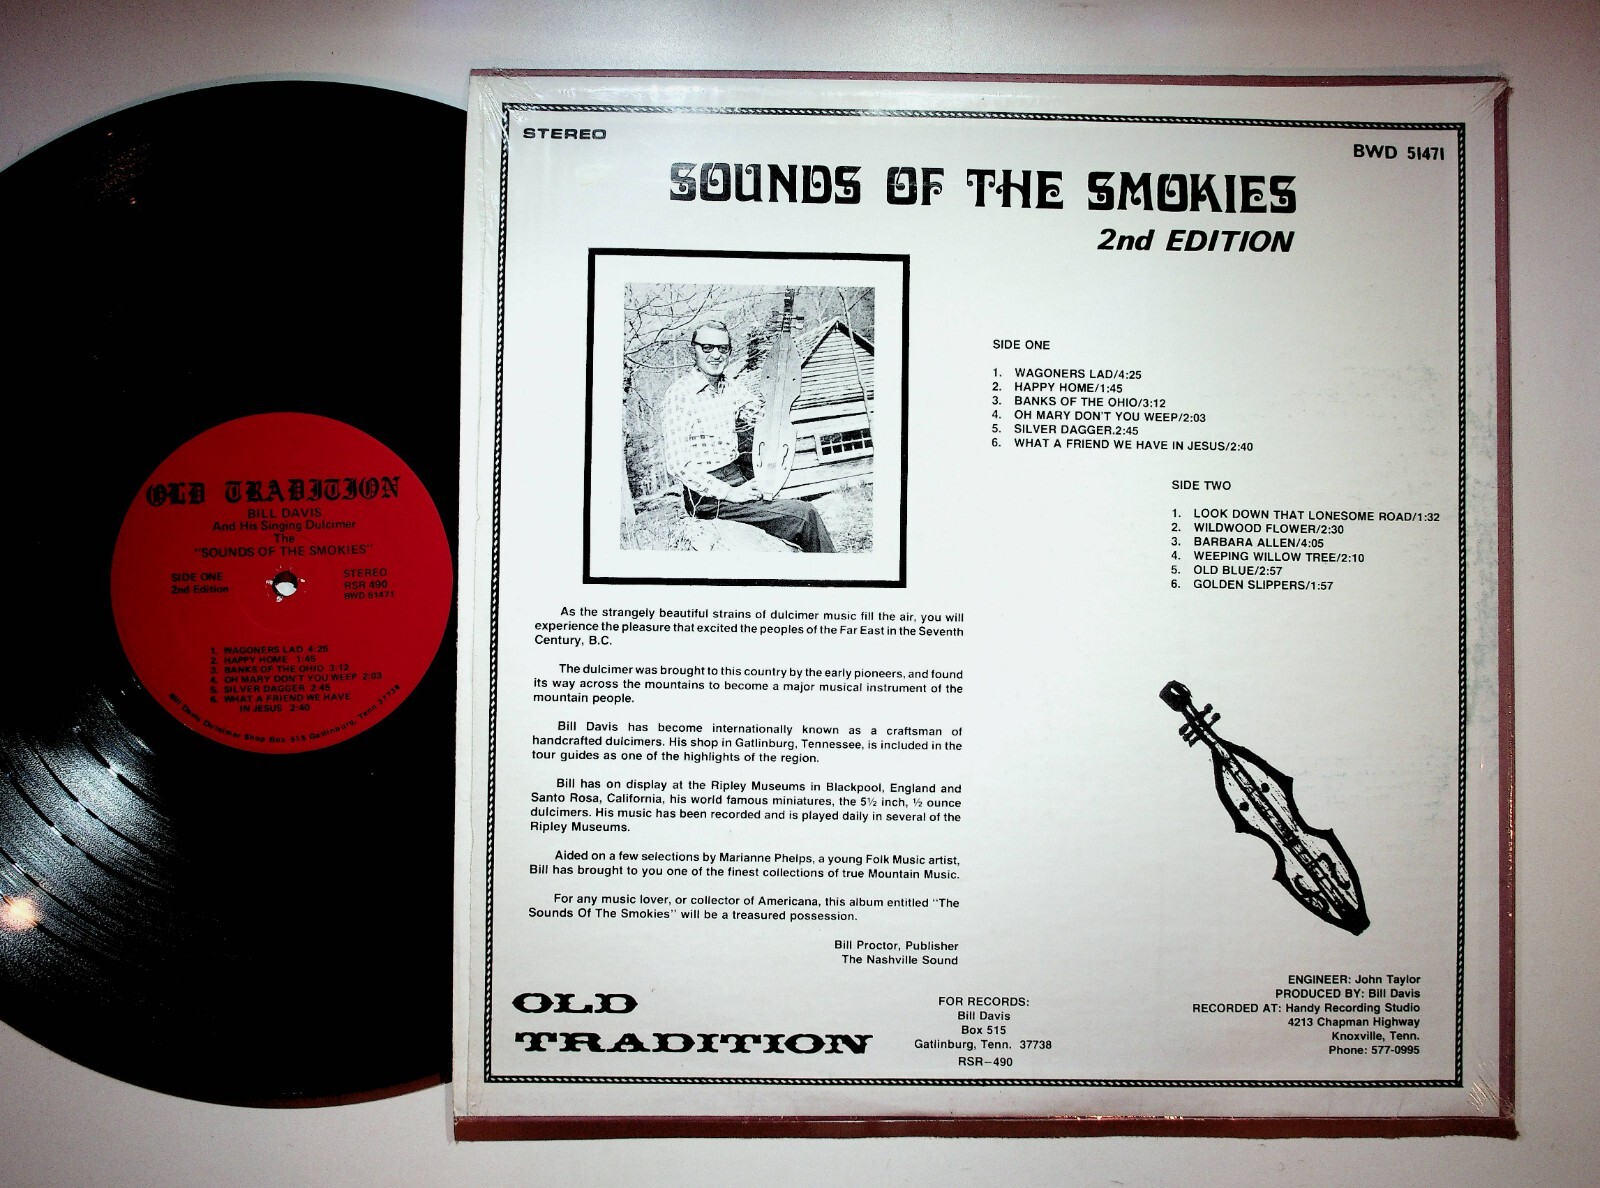 OLD TRADITION
BILL DAVIS
And His Singing Dulcimer
The
"SOUNDS OF THE SMOKIES"
SIDE ONE
2nd Edition
STEREO
RSR 490
BWD 51471
1. WAGONERS LAD 4:25
2. HAPPY HOME 1:45
3. BANKS OF THE OHIO 3:12
4. OH MARY DON'T YOU WEEP 2:03
5. SILVER DAGGER 2:45
6. WHAT A FRIEND WE HAVE
IN JESUS 2:40
Bill Davis Dulcimer Shop Box 515 Gatlinburg, Tenn 37738
STEREO
BWD 51471
SOUNDS OF THE SMOKIES
2nd EDITION
SIDE ONE
1. WAGONERS LAD/4:25
2. HAPPY HOME/1:45
3. BANKS OF THE OHIO/3:12
4. OH MARY DON'T YOU WEEP/2:03
5. SILVER DAGGER.2:45
6. WHAT A FRIEND WE HAVE IN JESUS/2:40
SIDE TWO
1. LOOK DOWN THAT LONESOME ROAD/1:32
2. WILDWOOD FLOWER/2:30
3. BARBARA ALLEN/4:05
4. WEEPING WILLOW TREE/2:10
5. OLD BLUE/2:57
6. GOLDEN SLIPPERS/1:57
As the strangely beautiful strains of dulcimer music fill the air, you will
experience the pleasure that excited the peoples of the Far East in the Seventh
Century, B.C.
The dulcimer was brought to this country by the early pioneers, and found
its way across the mountains to become a major musical instrument of the
mountain people.
Bill Davis has become internationally known as a craftsman of
handcrafted dulcimers. His shop in Gatlinburg, Tennessee, is included in the
tour guides as one of the highlights of the region.
Bill has on display at the Ripley Museums in Blackpool, England and
Santo Rosa, California, his world famous miniatures, the 5½ inch, ½ ounce
dulcimers. His music has been recorded and is played daily in several of the
Ripley Museums.
Aided on a few selections by Marianne Phelps, a young Folk Music artist,
Bill has brought to you one of the finest collections of true Mountain Music.
For any music lover, or collector of Americana, this album entitled "The
Sounds Of The Smokies" will be a treasured possession.
Bill Proctor, Publisher
The Nashville Sound
OLD
TRADITION
FOR RECORDS:
Bill Davis
Box 515
Gatlinburg, Tenn. 37738
RSR-490
ENGINEER: John Taylor
PRODUCED BY: Bill Davis
RECORDED AT: Handy Recording Studio
4213 Chapman Highway
Knoxville, Tenn.
Phone: 577-0995